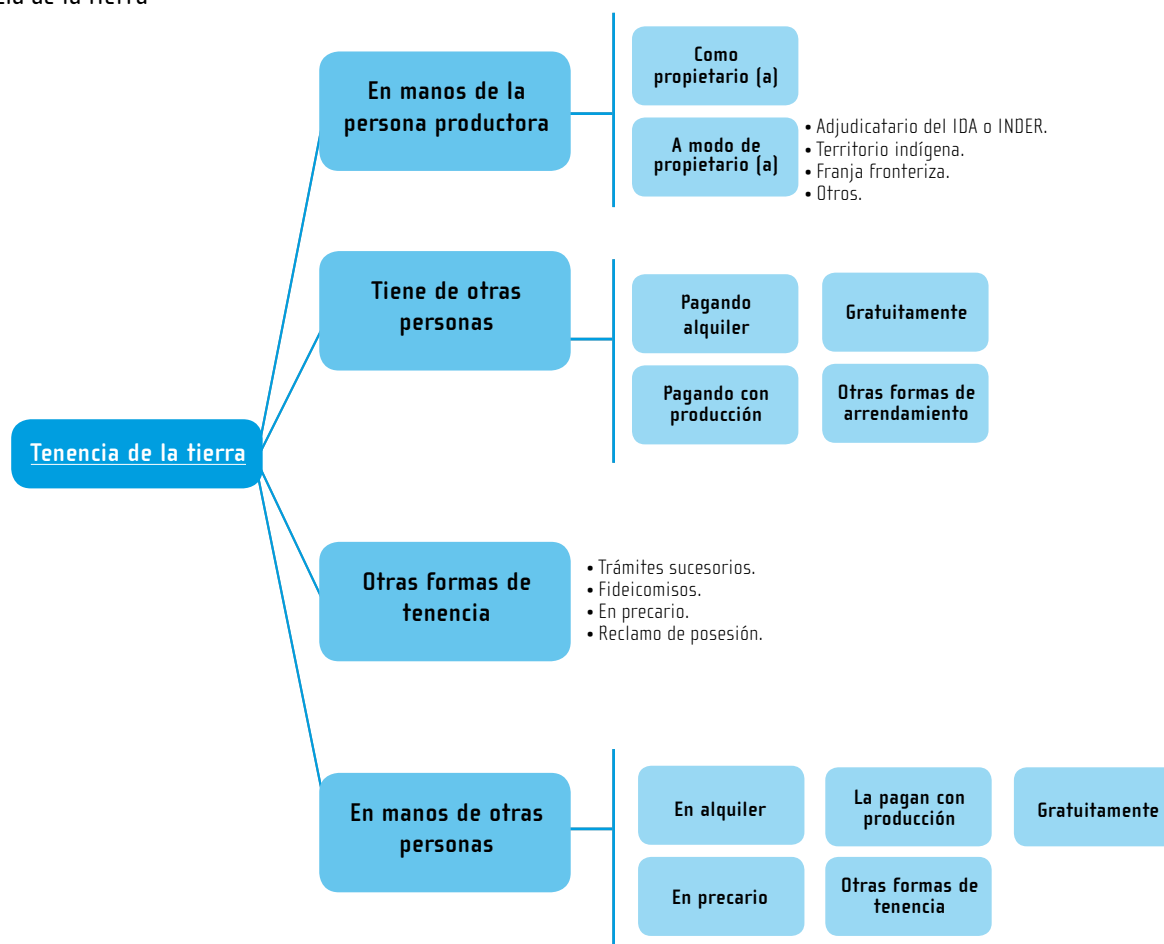 Como
propietario (a)
En manos de la
persona productora
A modo de
propietario (a)
• Adjudicatario del IDA o INDER.
• Territorio indígena.
• Franja fronteriza.
• Otros.
Tiene de otras
personas
Pagando
alquiler
Gratuitamente
Pagando con
producción
Otras formas de
arrendamiento
Tenencia de la tierra
Otras formas de
tenencia
• Trámites sucesorios.
• Fideicomisos.
• En precario.
• Reclamo de posesión.
En manos de otras
personas
En alquiler
La pagan con
producción
Gratuitamente
En precario
Otras formas de
tenencia